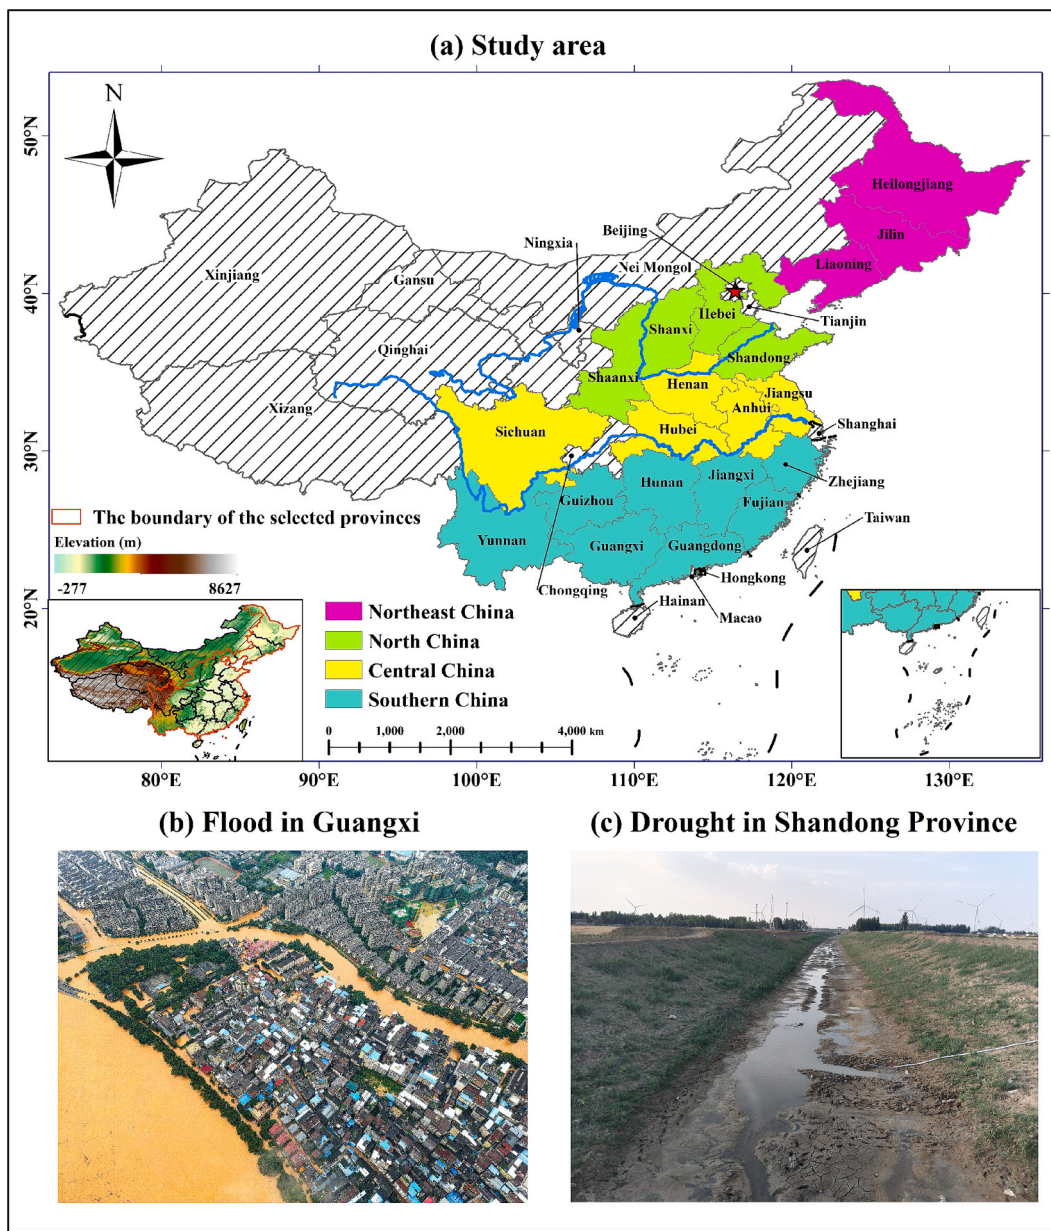 (a) Study area
N
50°N
40°N
30°N
20°N
Heilongjiang
Jilin
Liaoning
Beijing
Ningxia
Nei Mongol
Xinjiang
Gansu
Hebei
Tianjin
Shanxi
Qinghai
Shandong
Shaanxi
Henan
Xizang
Jiangsu
Anhui
Sichuan
Hubei
Shanghai
Jiangxi
Zhejiang
Hunan
Guizhou
Fujian
Taiwan
Yunnan
Guangxi
Guangdong
Hongkong
Chongqing
Hainan
Macao
The boundary of the selected provinces
Elevation (m)
-277 8627
Northeast China
North China
Central China
Southern China
0 1,000 2,000 4,000 km
80°E 90°E 100°E 110°E 120°E 130°E
(b) Flood in Guangxi
(c) Drought in Shandong Province